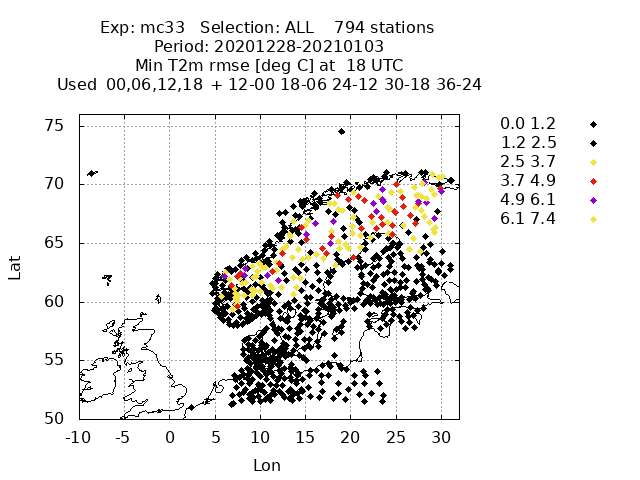 Exp: mc33 Selection: ALL 794 stations
Period: 20201228-20210103
Min T2m rmse [deg C] at 18 UTC
Used 00,06,12,18 + 12-00 18-06 24-12 30-18 36-24
0.0 1.2
1.2 2.5
2.5 3.7
3.7 4.9
4.9 6.1
6.1 7.4
75
70
65
60
55
50
Lat
-10 -5 0 5 10 15 20 25 30
Lon